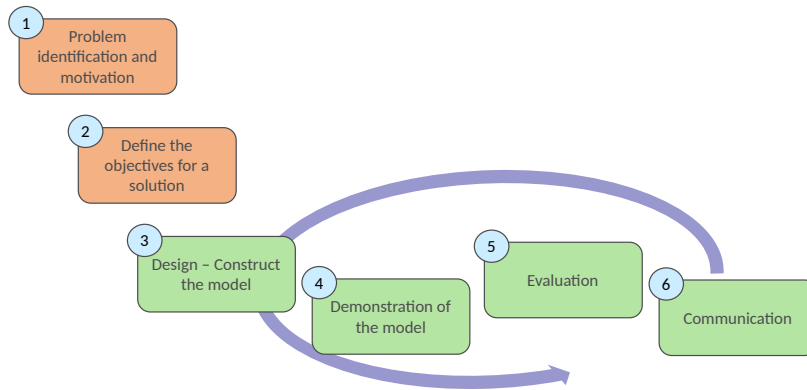 1
Problem
identification and
motivation
2
Define the
objectives for a
solution
3
Design – Construct
the model
4
Demonstration of
the model
5
Evaluation
6
Communication